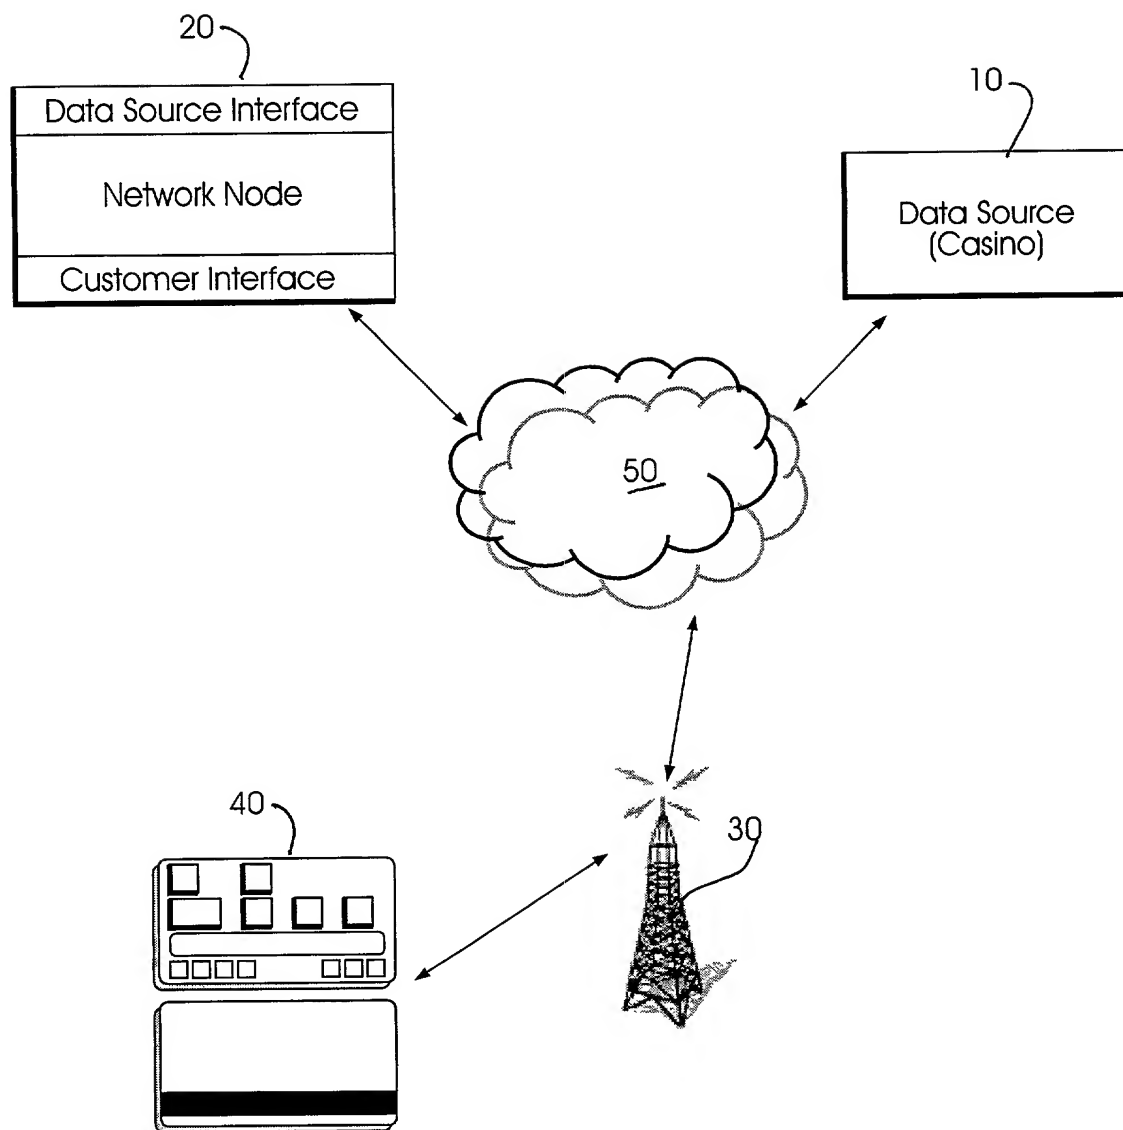 20
Data Source Interface
Network Node
Customer Interface
10
Data Source
(Casino)
50
40
30